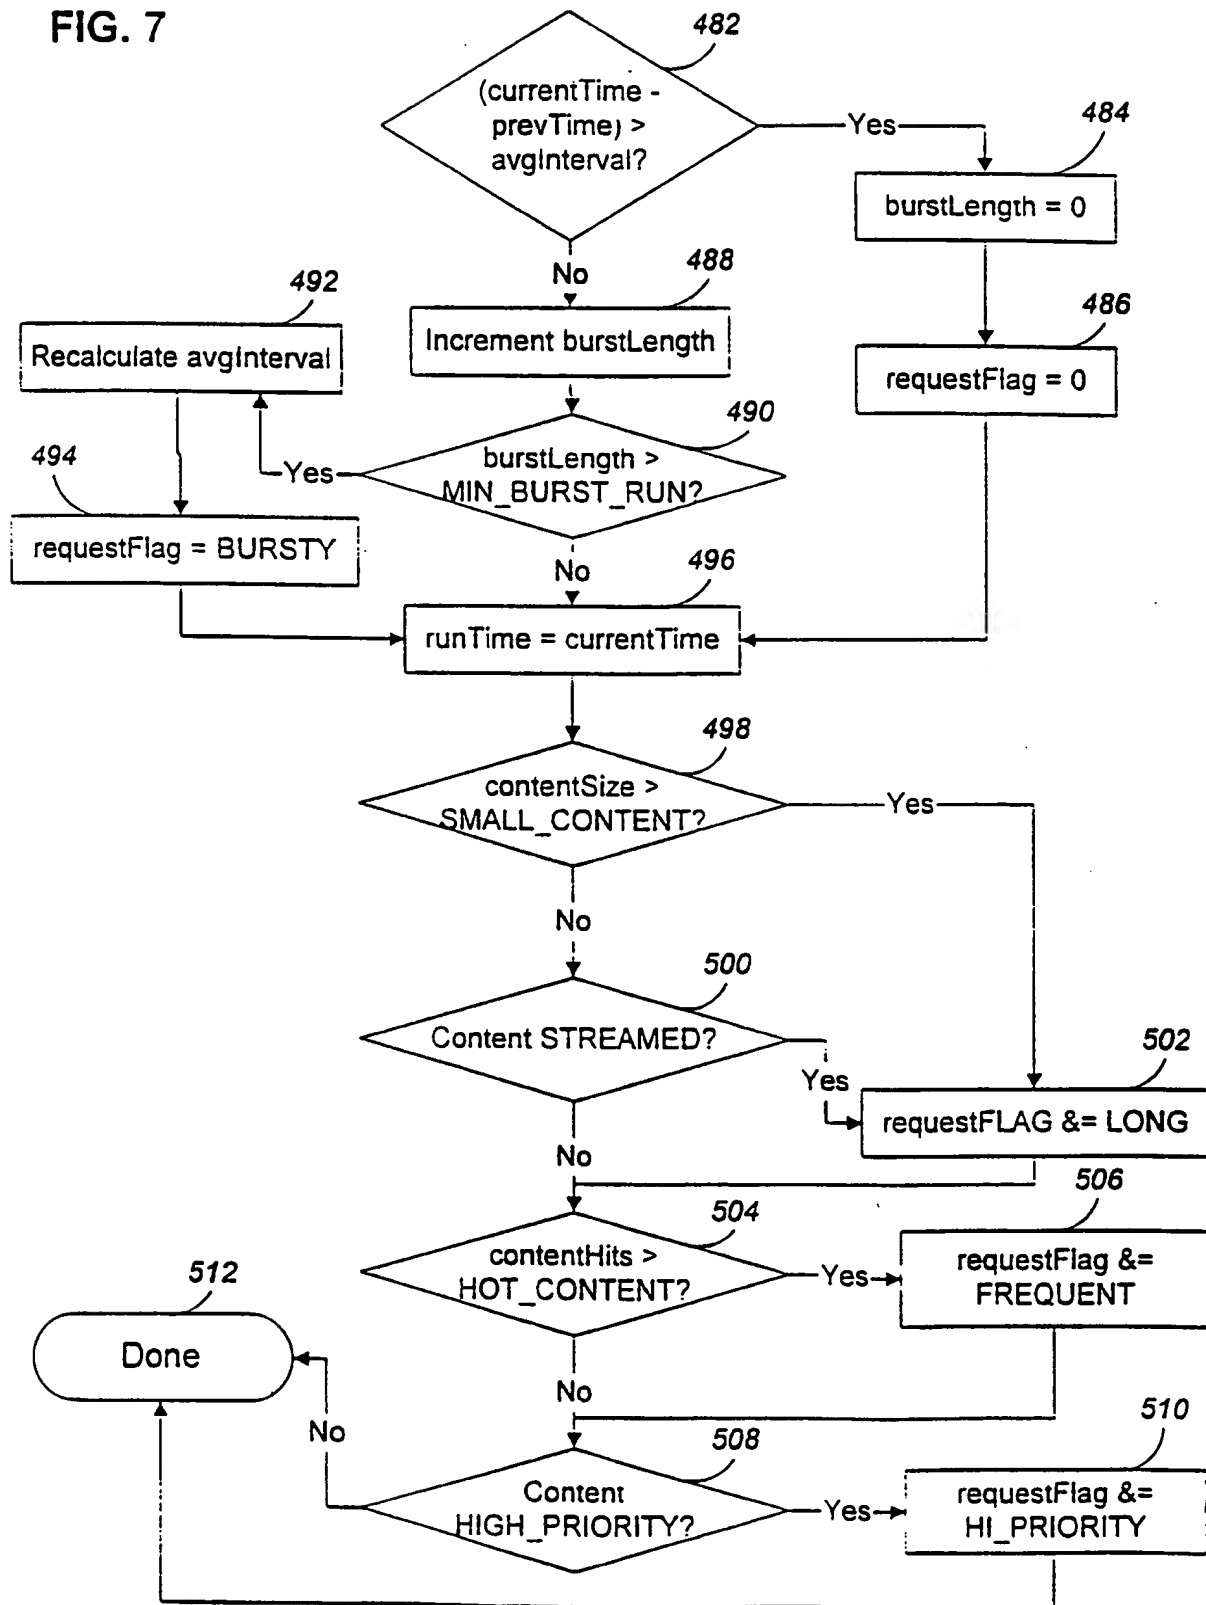 FIG. 7
482
(currentTime -
prevTime) >
avgInterval?
Yes
484
burstLength = 0
No
488
492
486
Recalculate avgInterval
Increment burstLength
requestFlag = 0
490
494
Yes
burstLength >
MIN_BURST_RUN?
requestFlag = BURSTY
No
496
runTime = currentTime
498
contentSize >
SMALL_CONTENT?
Yes
No
500
Content STREAMED?
502
Yes
requestFLAG &= LONG
No
506
504
contentHits >
HOT_CONTENT?
Yes
requestFlag &=
FREQUENT
512
Done
No
No
508
510
Content
HIGH_PRIORITY?
Yes
requestFlag &=
HI_PRIORITY